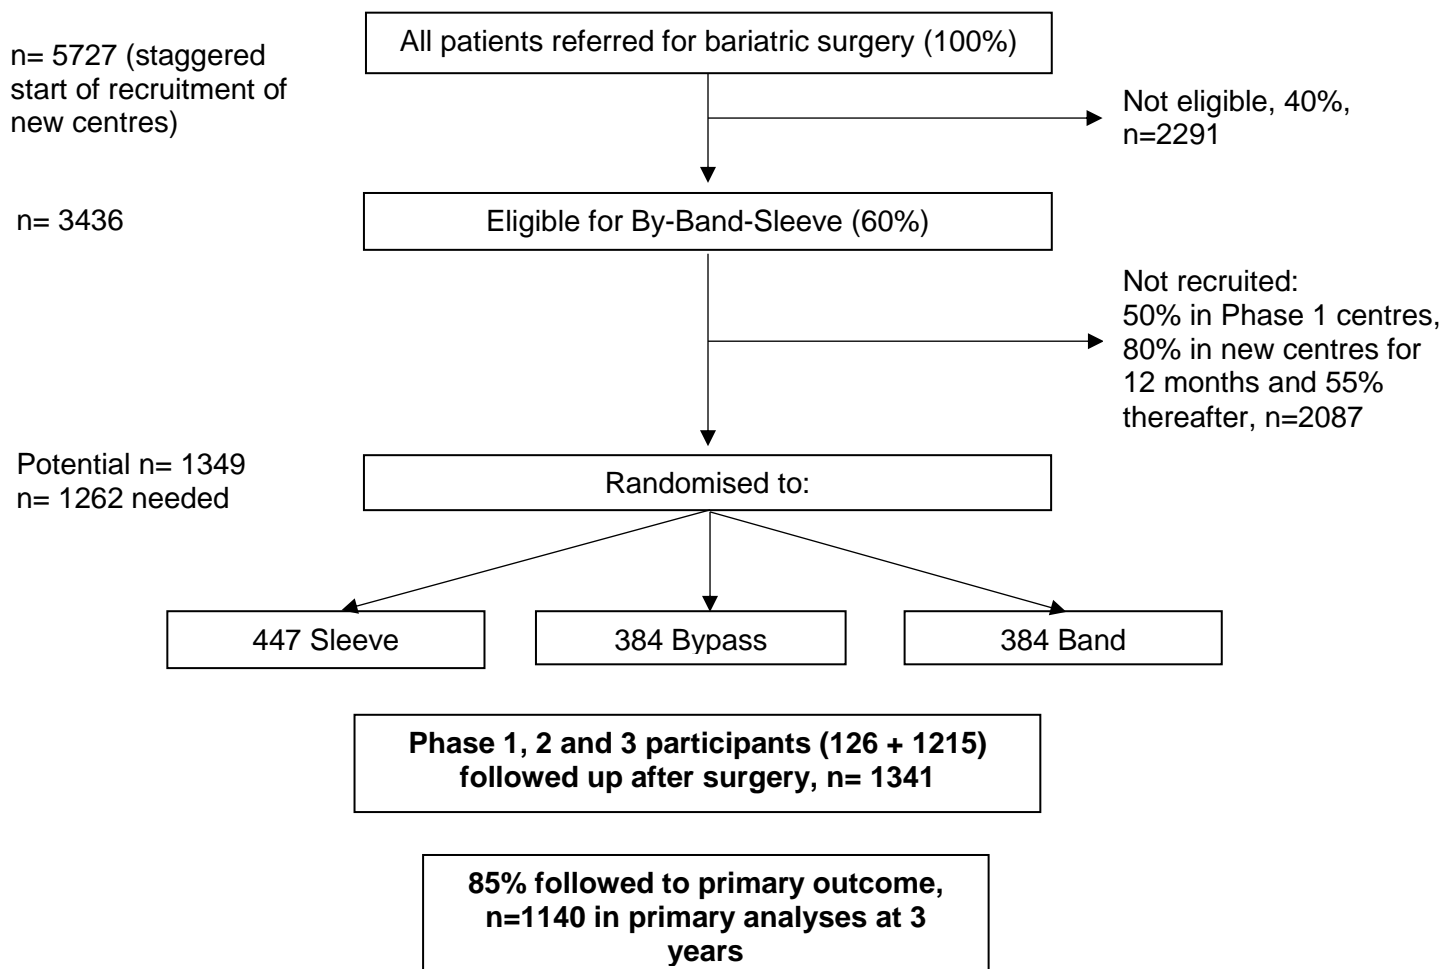 All patients referred for bariatric surgery (100%)
n= 5727 (staggered
start of recruitment of
new centres)
Not eligible, 40%,
n=2291
n= 3436
Eligible for By-Band-Sleeve (60%)
Not recruited:
50% in Phase 1 centres,
80% in new centres for
12 months and 55%
thereafter, n=2087
Potential n= 1349
n= 1262 needed
Randomised to:
447 Sleeve
384 Bypass
384 Band
Phase 1, 2 and 3 participants (126 + 1215)
followed up after surgery, n= 1341
85% followed to primary outcome,
n=1140 in primary analyses at 3
years